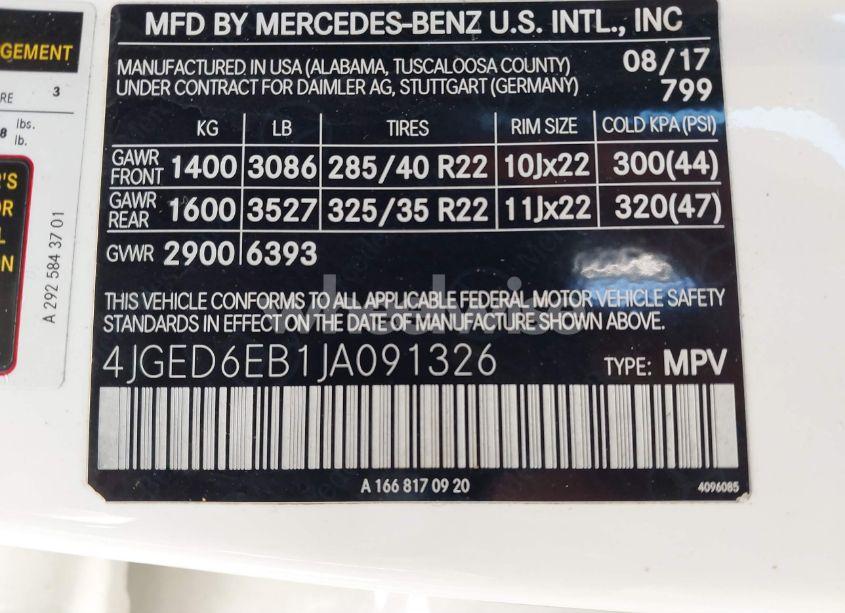 MFD BY MERCEDES-BENZ U.S. INTL., INC
MANUFACTURED IN USA (ALABAMA, TUSCALOOSA COUNTY) 08/17
UNDER CONTRACT FOR DAIMLER AG, STUTTGART (GERMANY) 799
KG LB TIRES RIM SIZE COLD KPA (PSI)
GAWR FRONT 1400 3086 285/40 R22 10Jx22 300(44)
GAWR REAR 1600 3527 325/35 R22 11Jx22 320(47)
GVWR 2900 6393
THIS VEHICLE CONFORMS TO ALL APPLICABLE FEDERAL MOTOR VEHICLE SAFETY
STANDARDS IN EFFECT ON THE DATE OF MANUFACTURE SHOWN ABOVE.
4JGED6EB1JA091326 TYPE: MPV
A 166 817 09 20 4096085
GEMENT
RE 3
8 lbs.
lb.
R'S
OR
L
N
A 292 584 37 01